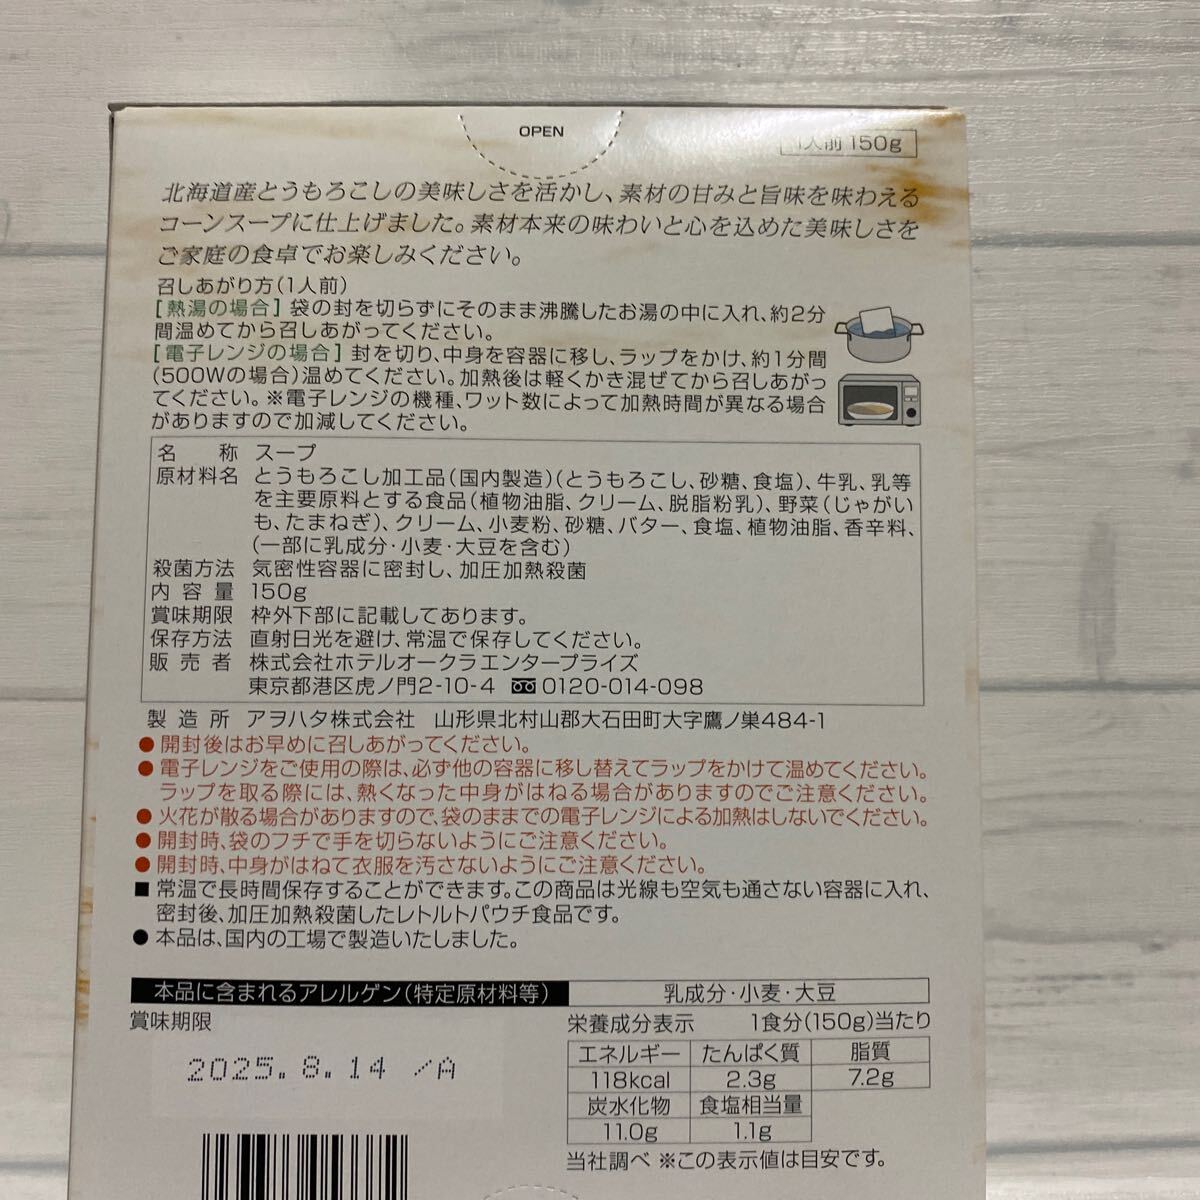 OPEN
1人前 150g
北海道産とうもろこしの美味しさを活かし、素材の甘みと旨味を味わえる
コーンスープに仕上げました。素材本来の味わいと心を込めた美味しさを
ご家庭の食卓でお楽しみください。
召しあがり方(1人前)
[熱湯の場合] 袋の封を切らずにそのまま沸騰したお湯の中に入れ、約2分
間温めてから召しあがってください。
[電子レンジの場合] 封を切り、中身を容器に移し、ラップをかけ、約1分間
(500Wの場合)温めてください。加熱後は軽くかき混ぜてから召しあがっ
てください。※電子レンジの機種、ワット数によって加熱時間が異なる場合
がありますので加減してください。
名 称 スープ
原材料名 とうもろこし加工品(国内製造)(とうもろこし、砂糖、食塩)、牛乳、乳等
を主要原料とする食品(植物油脂、クリーム、脱脂粉乳)、野菜(じゃがい
も、たまねぎ)、クリーム、小麦粉、砂糖、バター、食塩、植物油脂、香辛料、
(一部に乳成分・小麦・大豆を含む)
殺菌方法 気密性容器に密封し、加圧加熱殺菌
内容量 150g
賞味期限 枠外下部に記載してあります。
保存方法 直射日光を避け、常温で保存してください。
販売者 株式会社ホテルオークラエンタープライズ
東京都港区虎ノ門2-10-4 0120-014-098
製造所 アヲハタ株式会社 山形県北村山郡大石田町大字鷹ノ巣484-1
●開封後はお早めに召しあがってください。
●電子レンジをご使用の際は、必ず他の容器に移し替えてラップをかけて温めてください。
ラップを取る際には、熱くなった中身がはねる場合がありますのでご注意ください。
●火花が散る場合がありますので、袋のままでの電子レンジによる加熱はしないでください。
●開封時、袋のフチで手を切らないようにご注意ください。
●開封時、中身がはねて衣服を汚さないようにご注意ください。
■常温で長時間保存することができます。この商品は光線も空気も通さない容器に入れ、
密封後、加圧加熱殺菌したレトルトパウチ食品です。
●本品は、国内の工場で製造いたしました。
本品に含まれるアレルゲン(特定原材料等) 乳成分・小麦・大豆
賞味期限
2025.8.14 /A
栄養成分表示 1食分(150g)当たり
エネルギー たんぱく質 脂質
118kcal 2.3g 7.2g
炭水化物 食塩相当量
11.0g 1.1g
当社調べ ※この表示値は目安です。